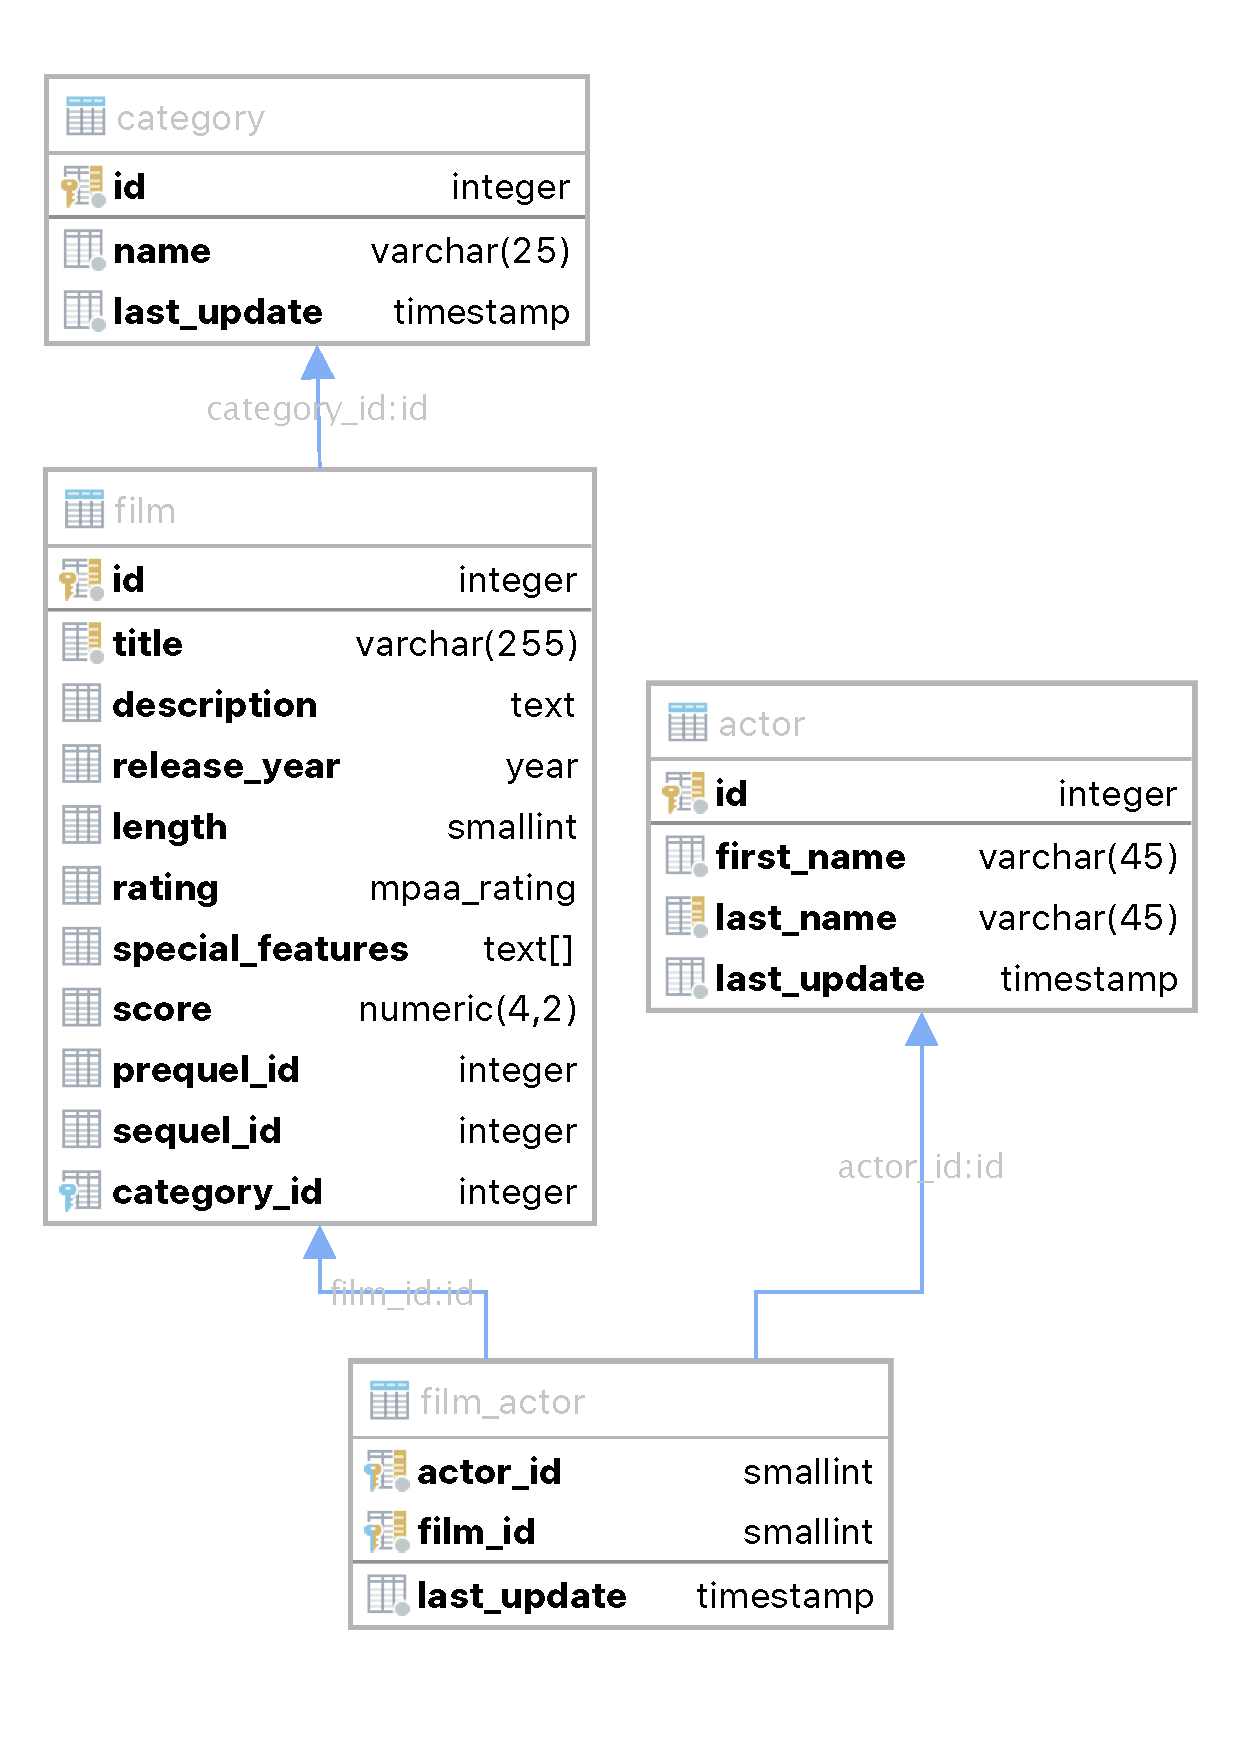 category
id integer
name varchar(25)
last_update timestamp
category_id:id
film
id integer
title varchar(255)
description text
release_year year
length smallint
rating mpaa_rating
special_features text[]
score numeric(4,2)
prequel_id integer
sequel_id integer
category_id integer
actor
id integer
first_name varchar(45)
last_name varchar(45)
last_update timestamp
actor_id:id
film_id:id
film_actor
actor_id smallint
film_id smallint
last_update timestamp